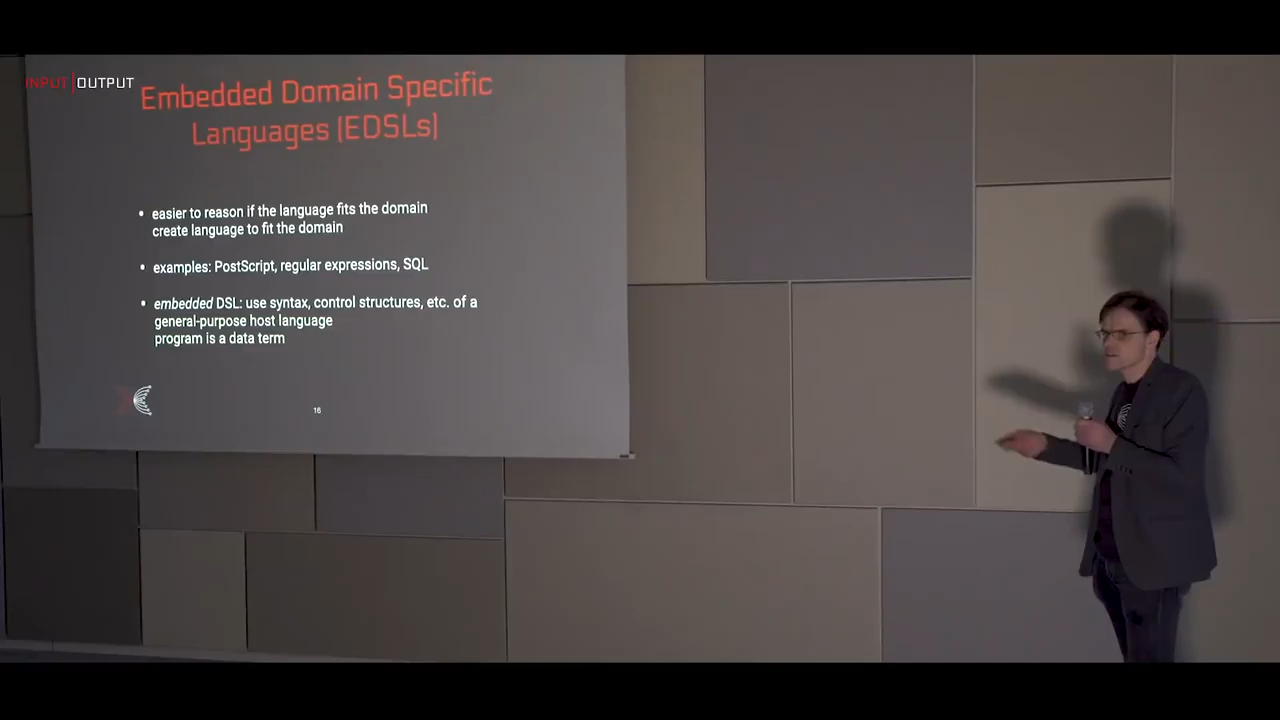 INPUT|OUTPUT
Embedded Domain Specific
Languages (EDSLs)
• easier to reason if the language fits the domain
create language to fit the domain
• examples: PostScript, regular expressions, SQL
• embedded DSL: use syntax, control structures, etc. of a
general-purpose host language
program is a data term
16